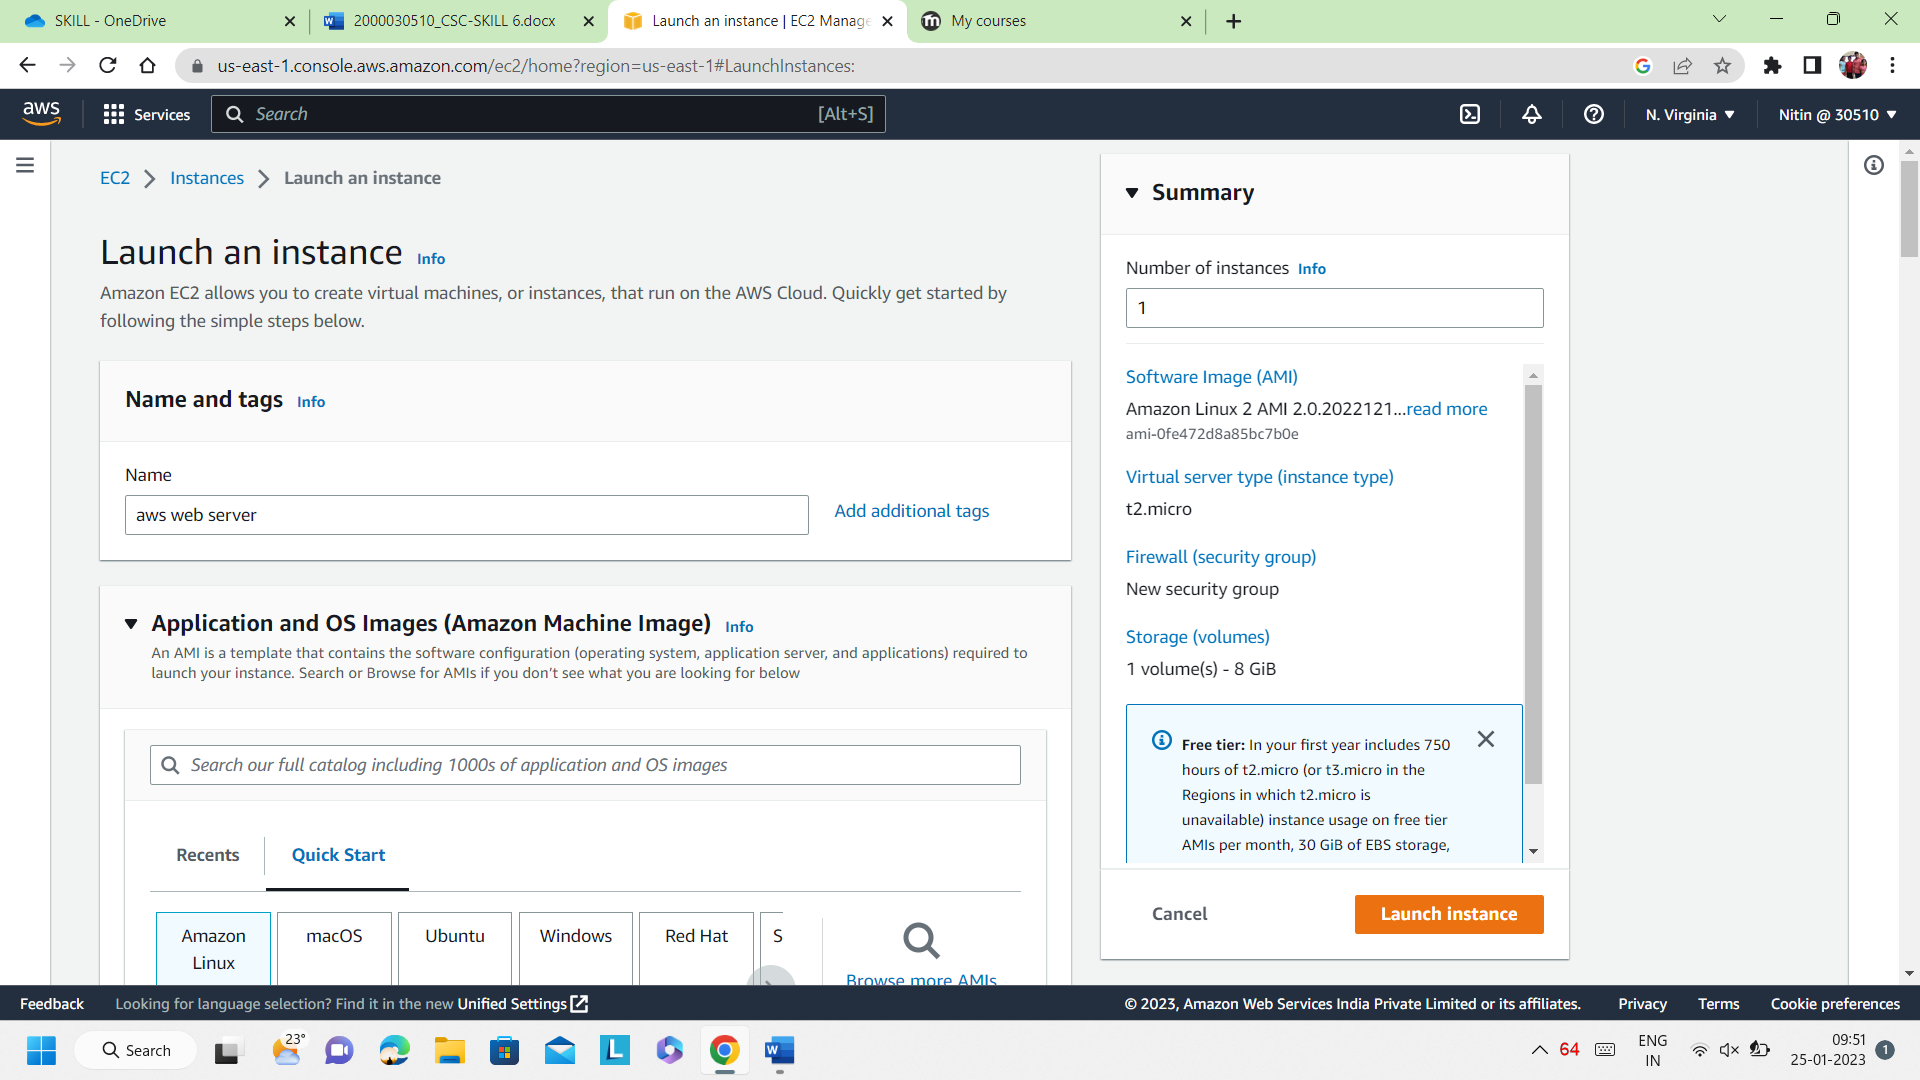 SKILL - OneDrive
2000030510_CSC-SKILL 6.docx
Launch an instance | EC2 Manage
My courses
us-east-1.console.aws.amazon.com/ec2/home?region=us-east-1#LaunchInstances:
aws
Services
Search
[Alt+S]
N. Virginia
Nitin @ 30510
EC2
Instances
Launch an instance
Launch an instance Info
Amazon EC2 allows you to create virtual machines, or instances, that run on the AWS Cloud. Quickly get started by
following the simple steps below.
Name and tags Info
Name
aws web server
Add additional tags
Application and OS Images (Amazon Machine Image) Info
An AMI is a template that contains the software configuration (operating system, application server, and applications) required to
launch your instance. Search or Browse for AMIs if you don't see what you are looking for below
Search our full catalog including 1000s of application and OS images
Recents
Quick Start
Amazon
Linux
macOS
Ubuntu
Windows
Red Hat
S
Browse more AMIs
Summary
Number of instances Info
1
Software Image (AMI)
Amazon Linux 2 AMI 2.0.2022121...read more
ami-0fe472d8a85bc7b0e
Virtual server type (instance type)
t2.micro
Firewall (security group)
New security group
Storage (volumes)
1 volume(s) - 8 GiB
Free tier: In your first year includes 750
hours of t2.micro (or t3.micro in the
Regions in which t2.micro is
unavailable) instance usage on free tier
AMIs per month, 30 GiB of EBS storage,
Cancel
Launch instance
Feedback
Looking for language selection? Find it in the new Unified Settings
© 2023, Amazon Web Services India Private Limited or its affiliates.
Privacy
Terms
Cookie preferences
Search
23°
L
W
64
ENG
IN
09:51
25-01-2023
1